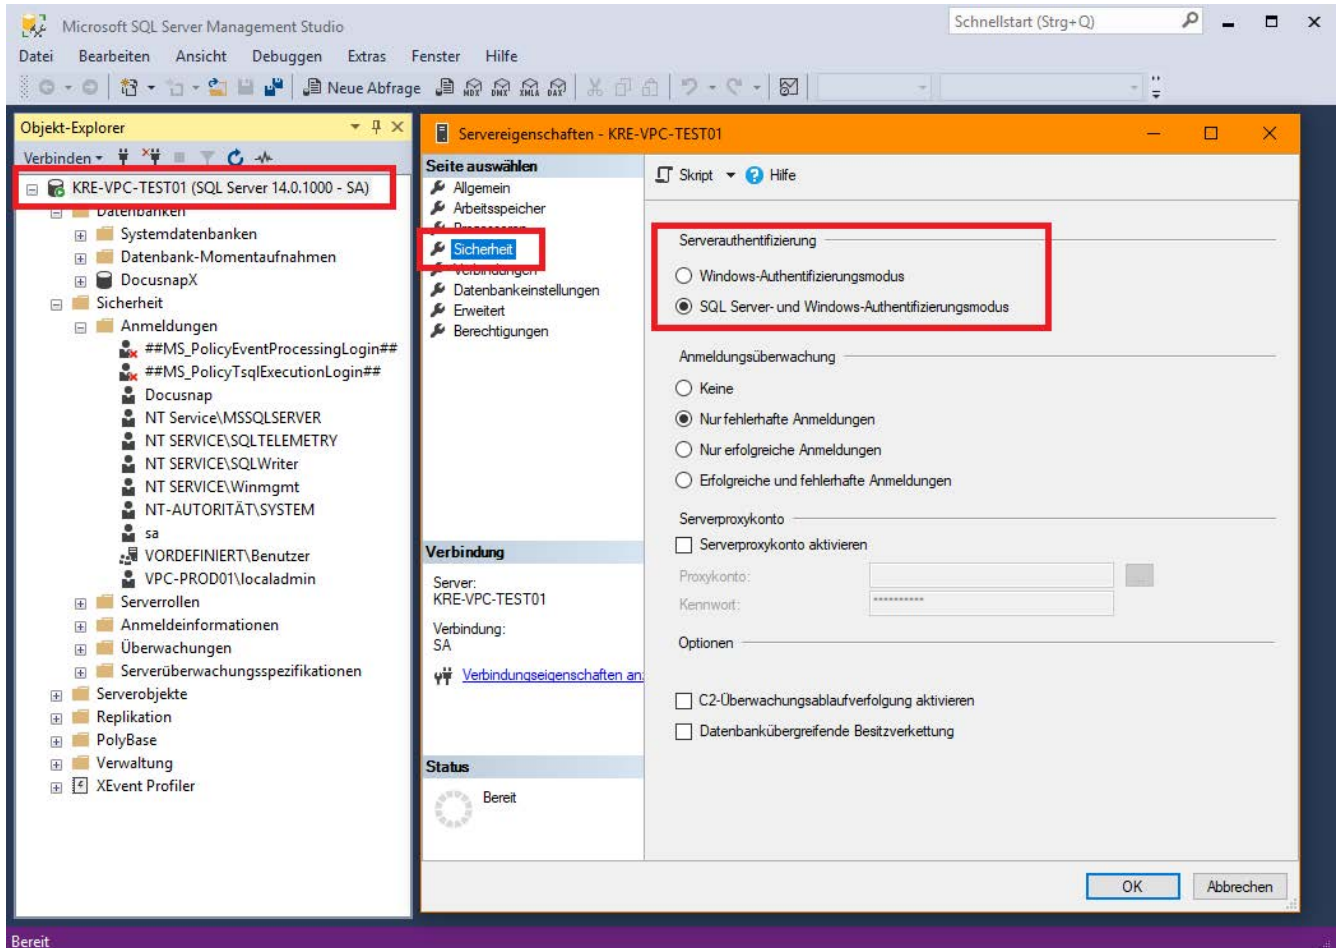 Microsoft SQL Server Management Studio
Schnellstart (Strg+Q)
Datei Bearbeiten Ansicht Debuggen Extras Fenster Hilfe
Neue Abfrage MDX DMX XMLA DAX
Objekt-Explorer
Verbinden
KRE-VPC-TEST01 (SQL Server 14.0.1000 - SA)
Datenbanken
Systemdatenbanken
Datenbank-Momentaufnahmen
DocusnapX
Sicherheit
Anmeldungen
##MS_PolicyEventProcessingLogin##
##MS_PolicyTsqlExecutionLogin##
Docusnap
NT Service\MSSQLSERVER
NT SERVICE\SQLTELEMETRY
NT SERVICE\SQLWriter
NT SERVICE\Winmgmt
NT-AUTORITÄT\SYSTEM
sa
VORDEFINIERT\Benutzer
VPC-PROD01\localadmin
Serverrollen
Anmeldeinformationen
Überwachungen
Serverüberwachungsspezifikationen
Serverobjekte
Replikation
PolyBase
Verwaltung
XEvent Profiler
Servereigenschaften - KRE-VPC-TEST01
Seite auswählen
Allgemein
Arbeitsspeicher
Prozessoren
Sicherheit
Verbindungen
Datenbankeinstellungen
Erweitert
Berechtigungen
Verbindung
Server:
KRE-VPC-TEST01
Verbindung:
SA
Verbindungseigenschaften an
Status
Bereit
Skript Hilfe
Serverauthentifizierung
Windows-Authentifizierungsmodus
SQL Server- und Windows-Authentifizierungsmodus
Anmeldungsüberwachung
Keine
Nur fehlerhafte Anmeldungen
Nur erfolgreiche Anmeldungen
Erfolgreiche und fehlerhafte Anmeldungen
Serverproxykonto
Serverproxykonto aktivieren
Proxykonto:
Kennwort: **********
Optionen
C2-Überwachungsablaufverfolgung aktivieren
Datenbankübergreifende Besitzverkettung
OK Abbrechen
Bereit